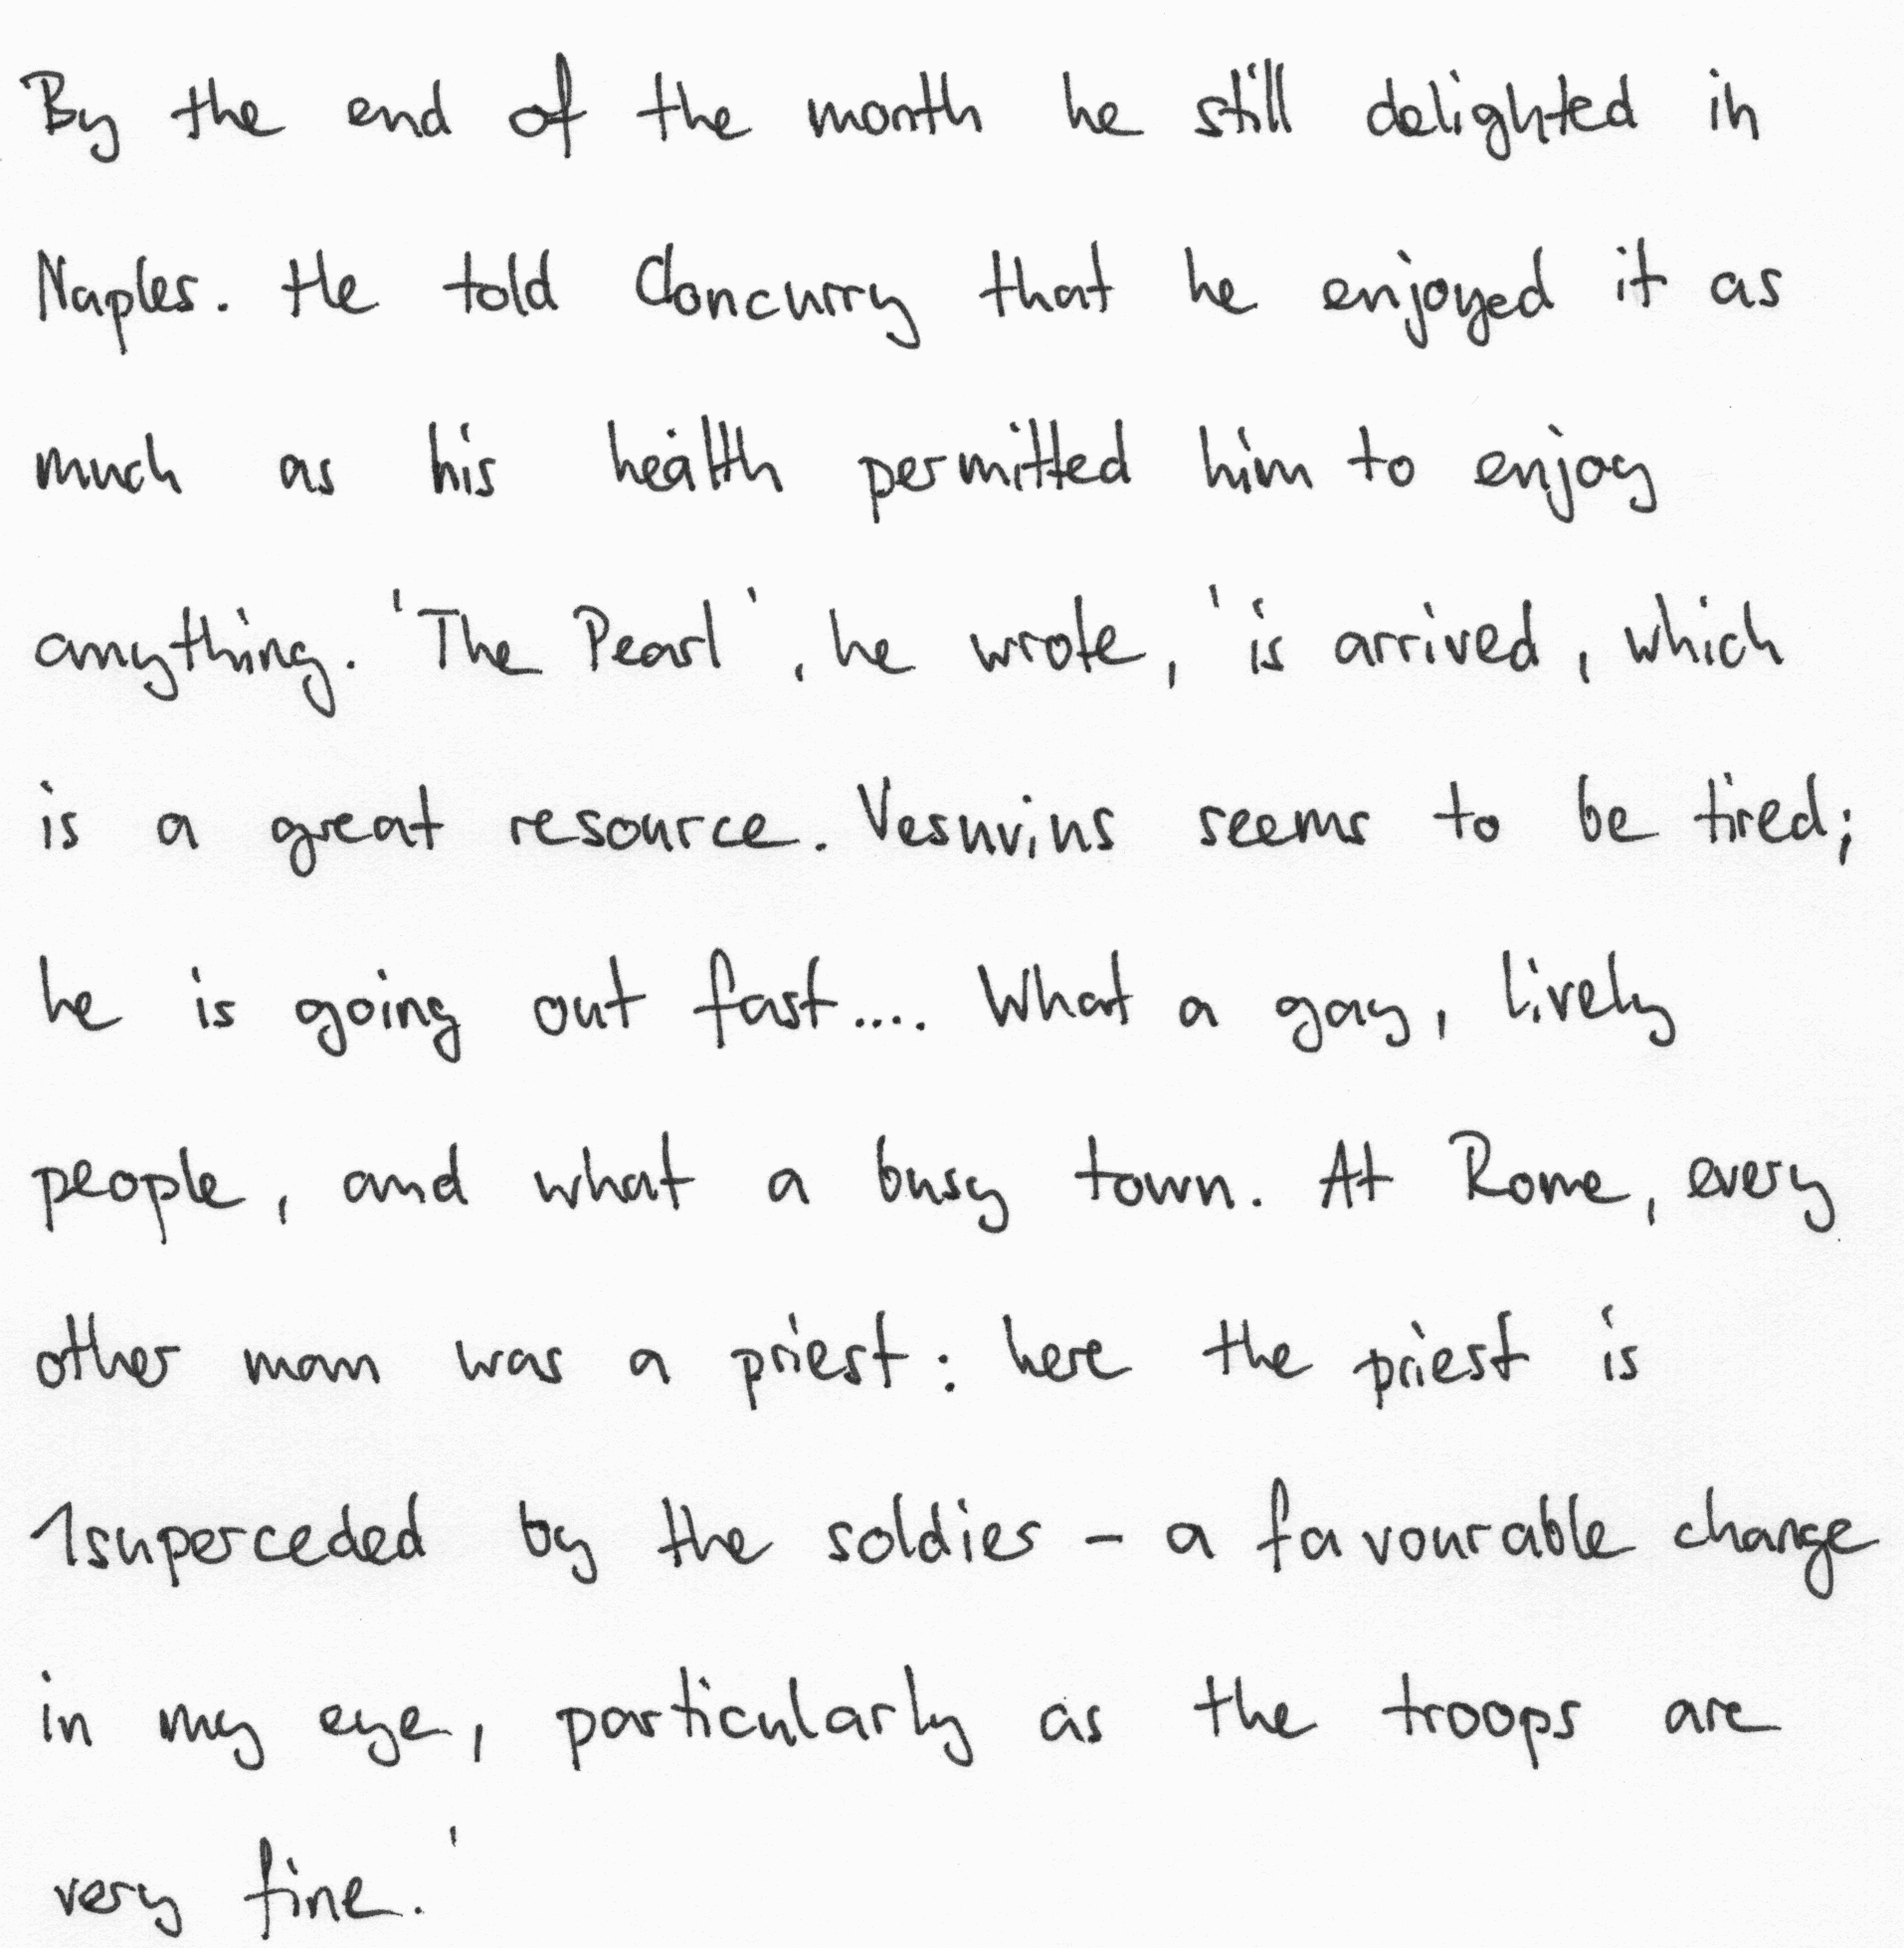 By the end of the month he still delighted in
Naples. He told Cloncurry that he enjoyed it as
much as his health permitted him to enjoy
anything. 'The Pearl', he wrote, 'is arrived, which
is a great resource. Vesuvius seems to be tired;
he is going out fast.... What a gay, lively
people, and what a busy town. At Rome, every
other man was a priest: here the priest is
1superceded by the soldier - a favourable change
in my eye, particularly as the troops are
very fine.'